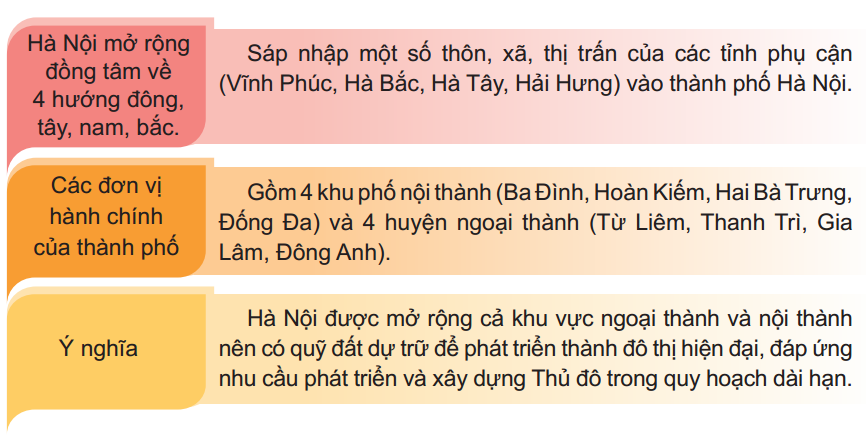 Hà Nội mở rộng
đồng tâm về
4 hướng đông,
tây, nam, bắc.
Sáp nhập một số thôn, xã, thị trấn của các tỉnh phụ cận
(Vĩnh Phúc, Hà Bắc, Hà Tây, Hải Hưng) vào thành phố Hà Nội.
Các đơn vị
hành chính
của thành phố
Gồm 4 khu phố nội thành (Ba Đình, Hoàn Kiếm, Hai Bà Trưng,
Đống Đa) và 4 huyện ngoại thành (Từ Liêm, Thanh Trì, Gia
Lâm, Đông Anh).
Ý nghĩa
Hà Nội được mở rộng cả khu vực ngoại thành và nội thành
nên có quỹ đất dự trữ để phát triển thành đô thị hiện đại, đáp ứng
nhu cầu phát triển và xây dựng Thủ đô trong quy hoạch dài hạn.